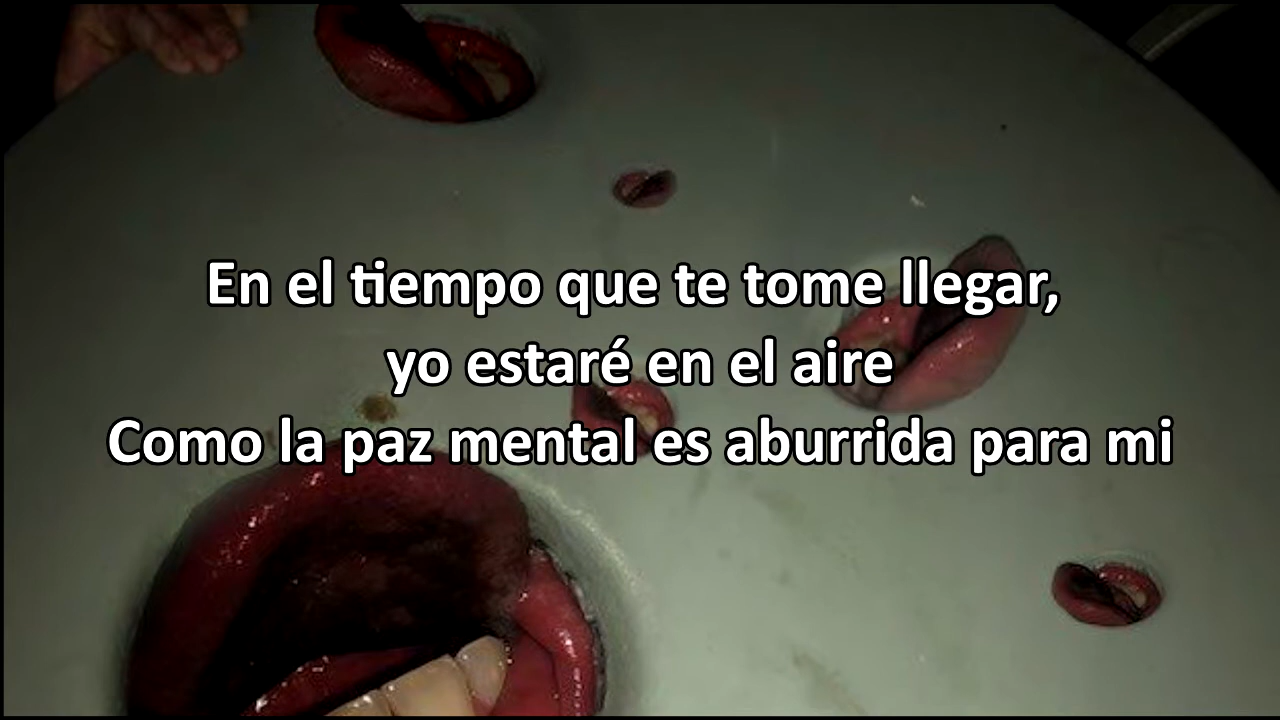 En el tiempo que te tome llegar,
yo estaré en el aire
Como la paz mental es aburrida para mi